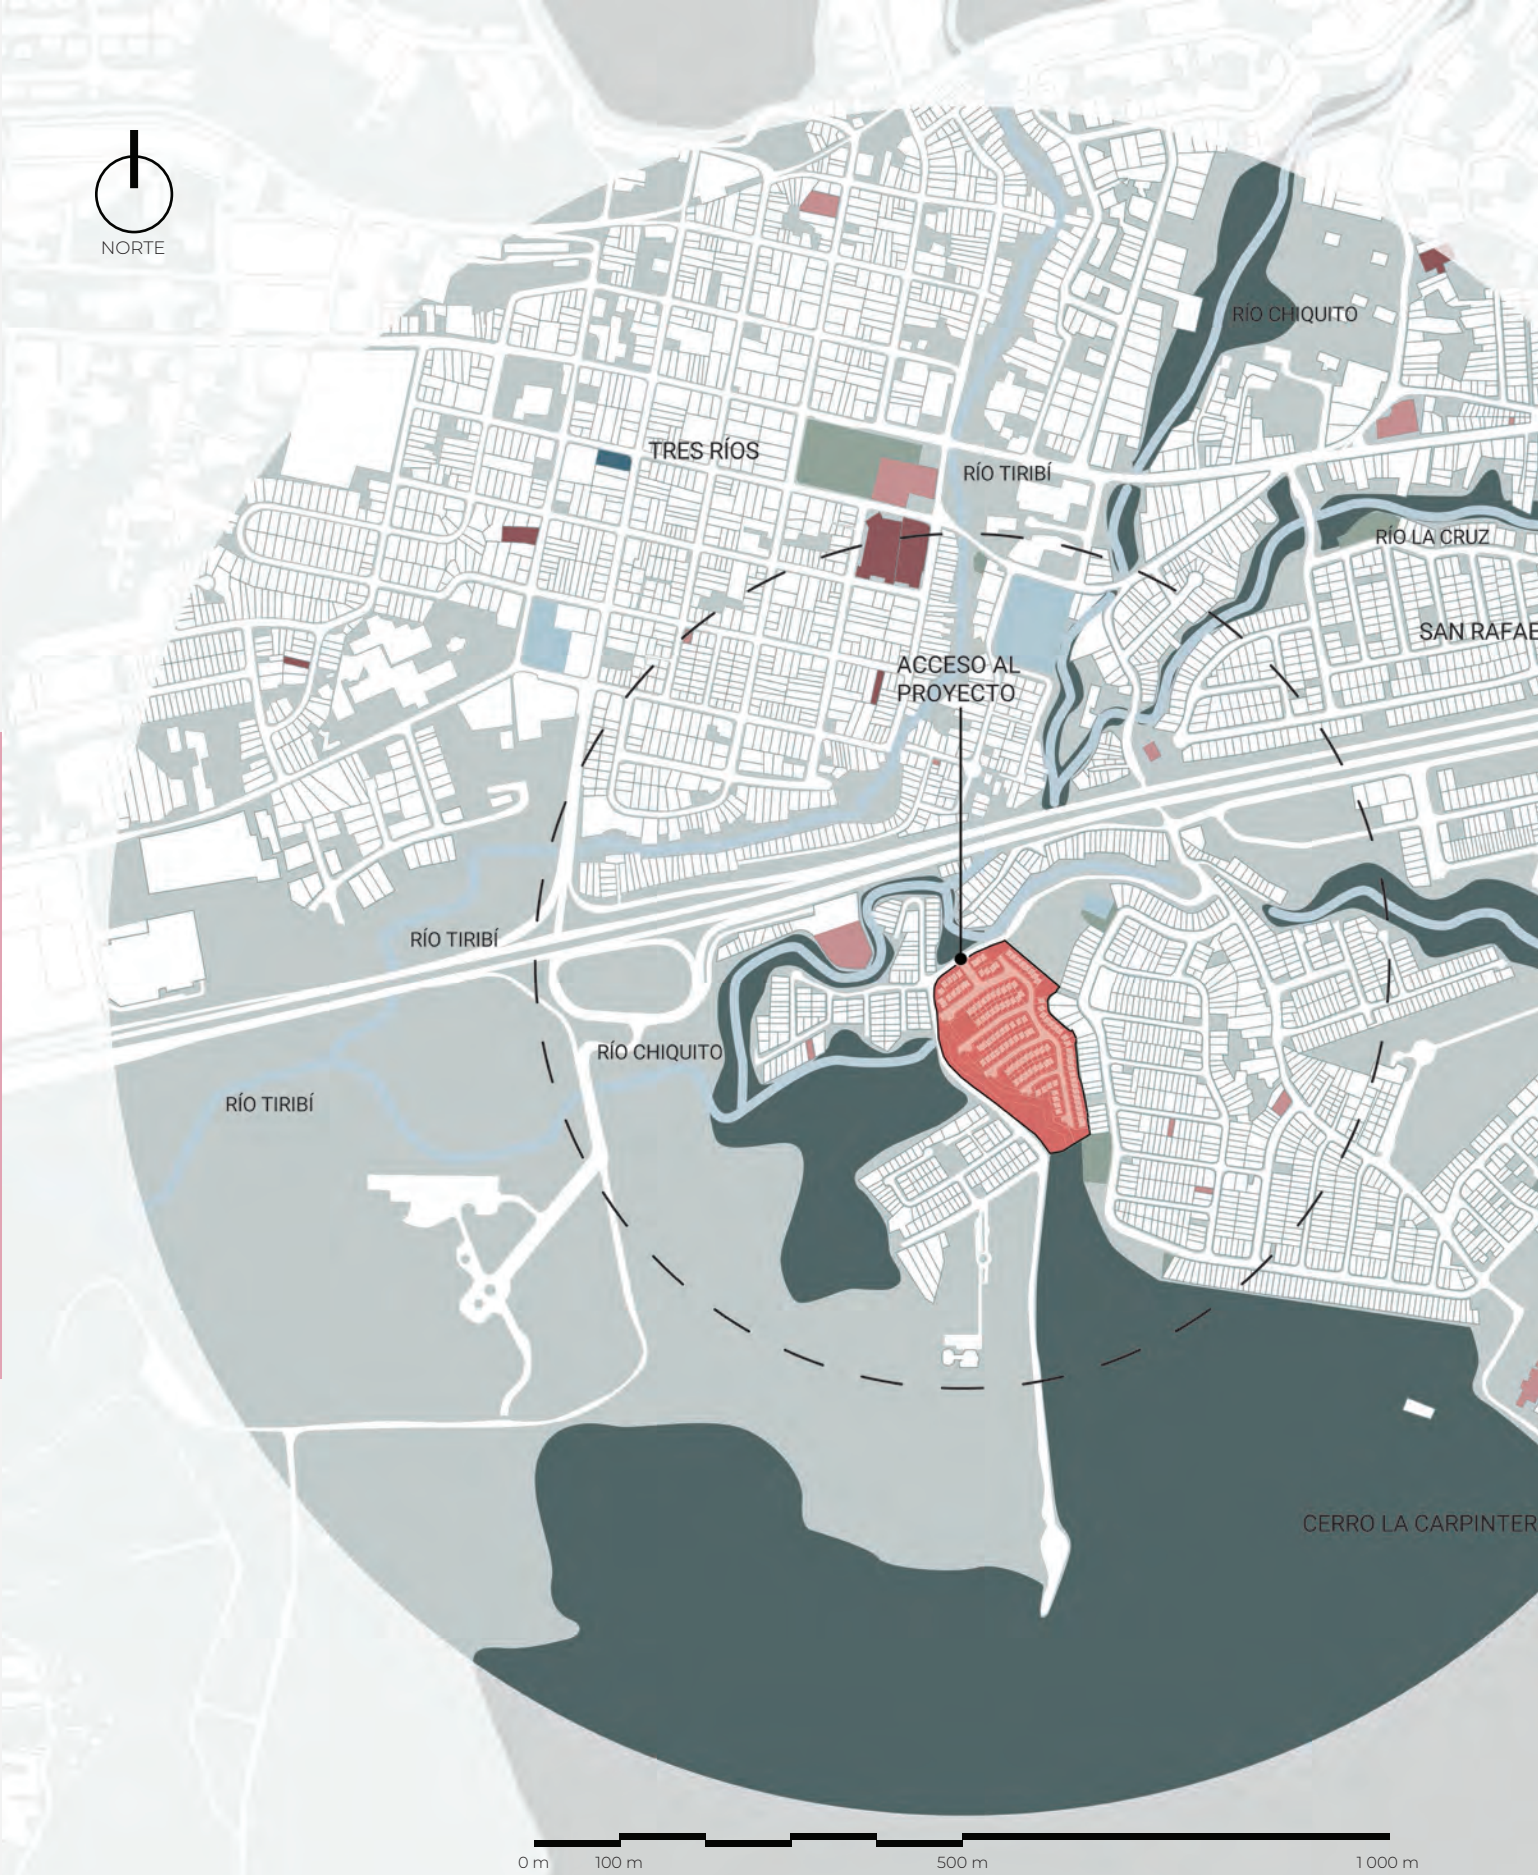 NORTE
RÍO CHIQUITO
TRES RÍOS
RÍO TIRIBÍ
RÍO LA CRUZ
SAN RAFAE
ACCESO AL
PROYECTO
RÍO TIRIBÍ
RÍO CHIQUITO
RÍO TIRIBÍ
CERRO LA CARPINTER
0 m 100 m 500 m 1 000 m